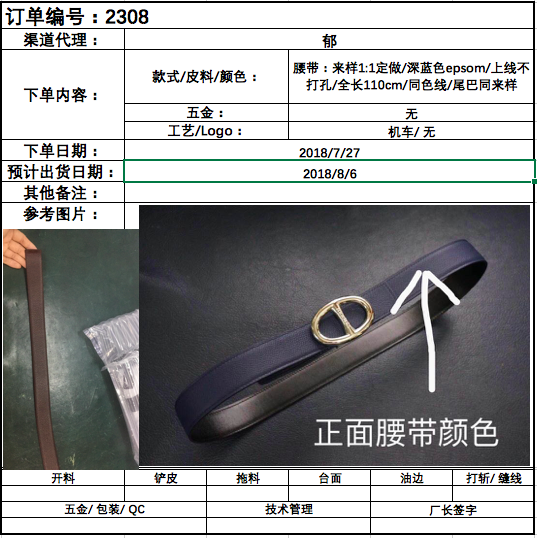 订单编号：2308
渠道代理： 郁
下单内容： 款式/皮料/颜色： 腰带：来样1:1定做/深蓝色epsom/上线不
打孔/全长110cm/同色线/尾巴同来样
五金： 无
工艺/Logo： 机车/ 无
下单日期： 2018/7/27
预计出货日期： 2018/8/6
其他备注：
参考图片：
正面腰带颜色
开料 铲皮 拖料 台面 油边 打斩/ 缝线
五金/ 包装/ QC 技术管理 厂长签字